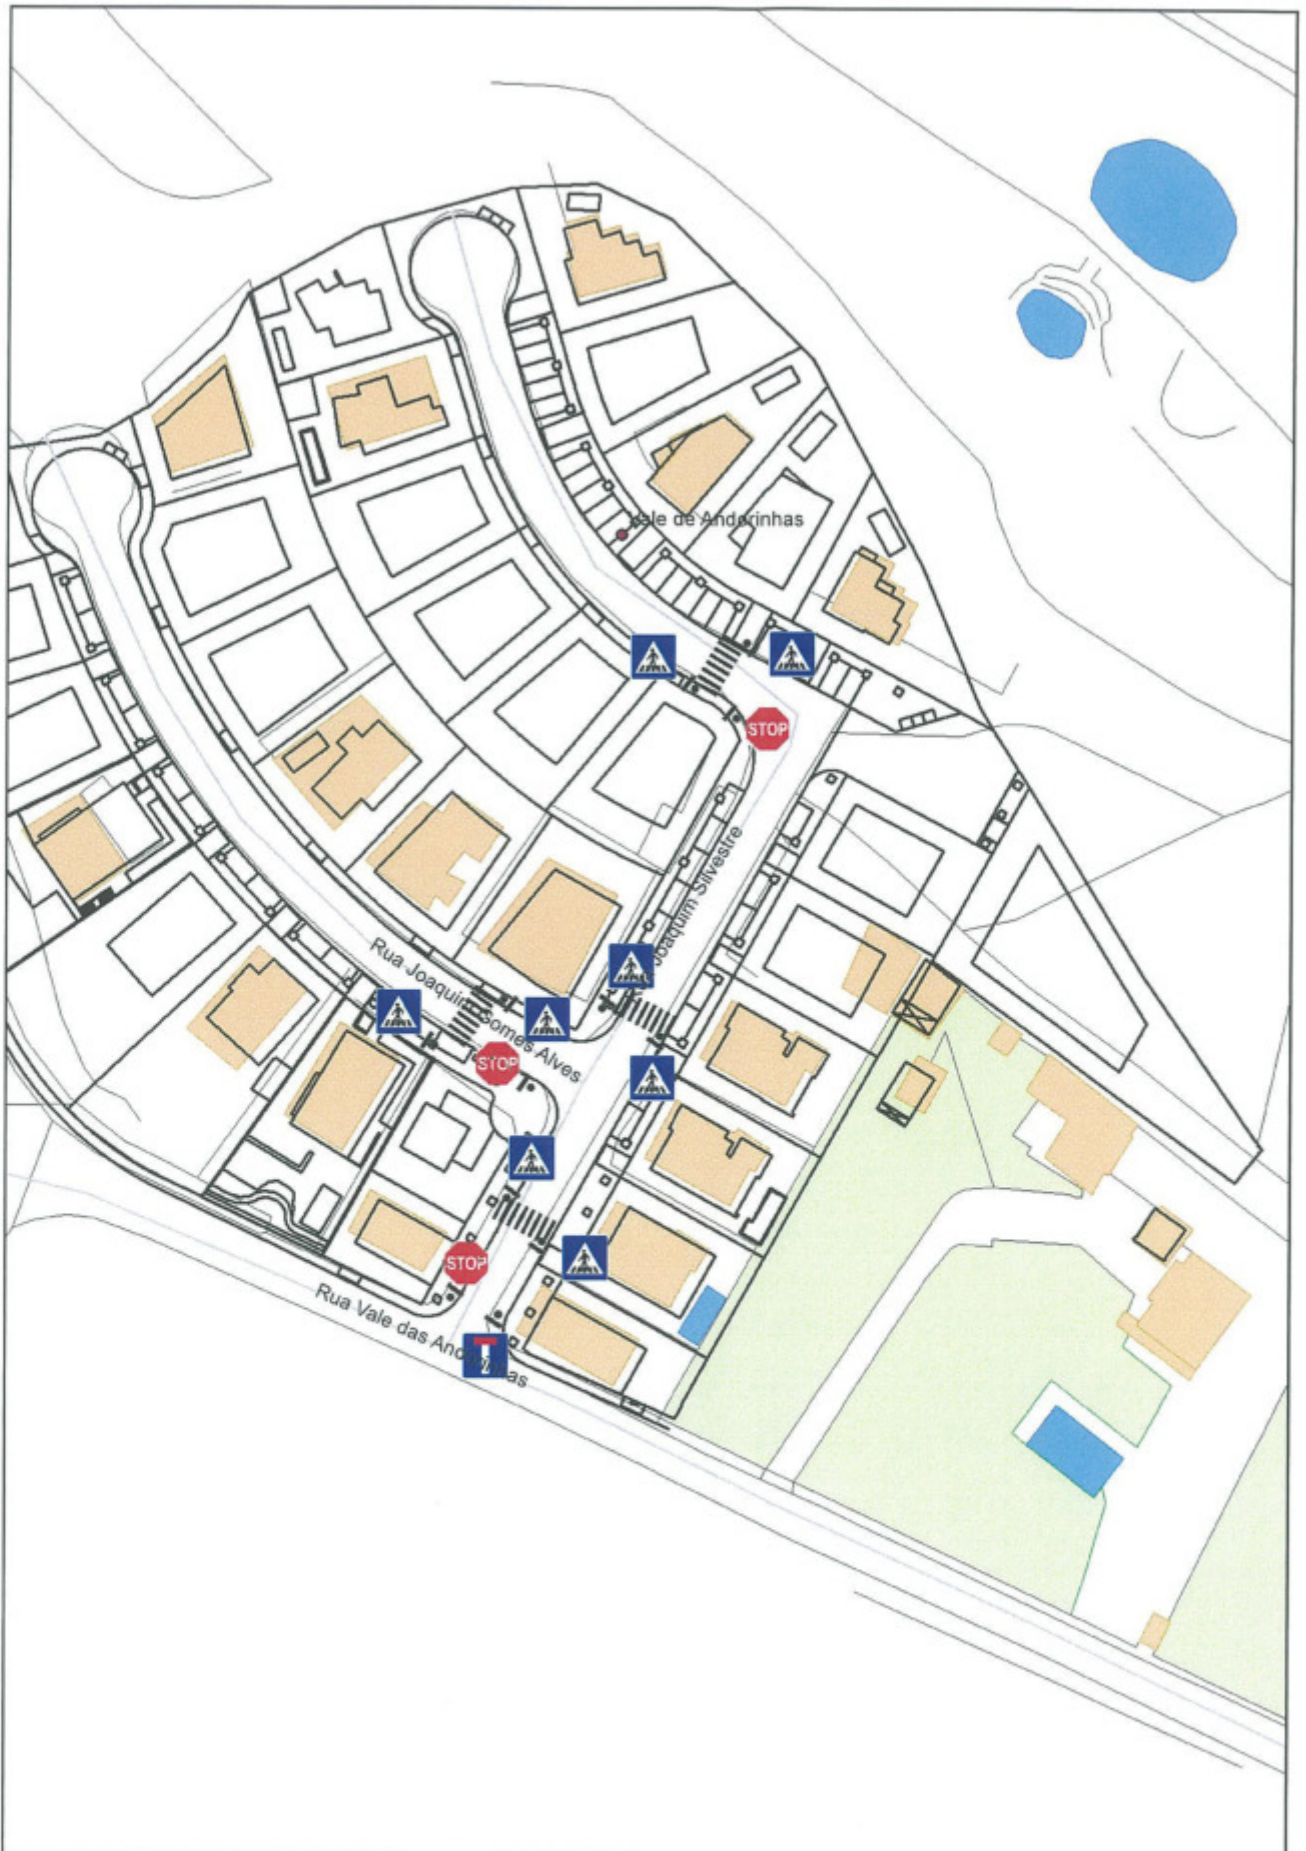 Vale de Andorinhas
STOP
Joaquim Silvestre
Rua Joaquim Gomes Alves
STOP
STOP
Rua Vale das Andorinhas